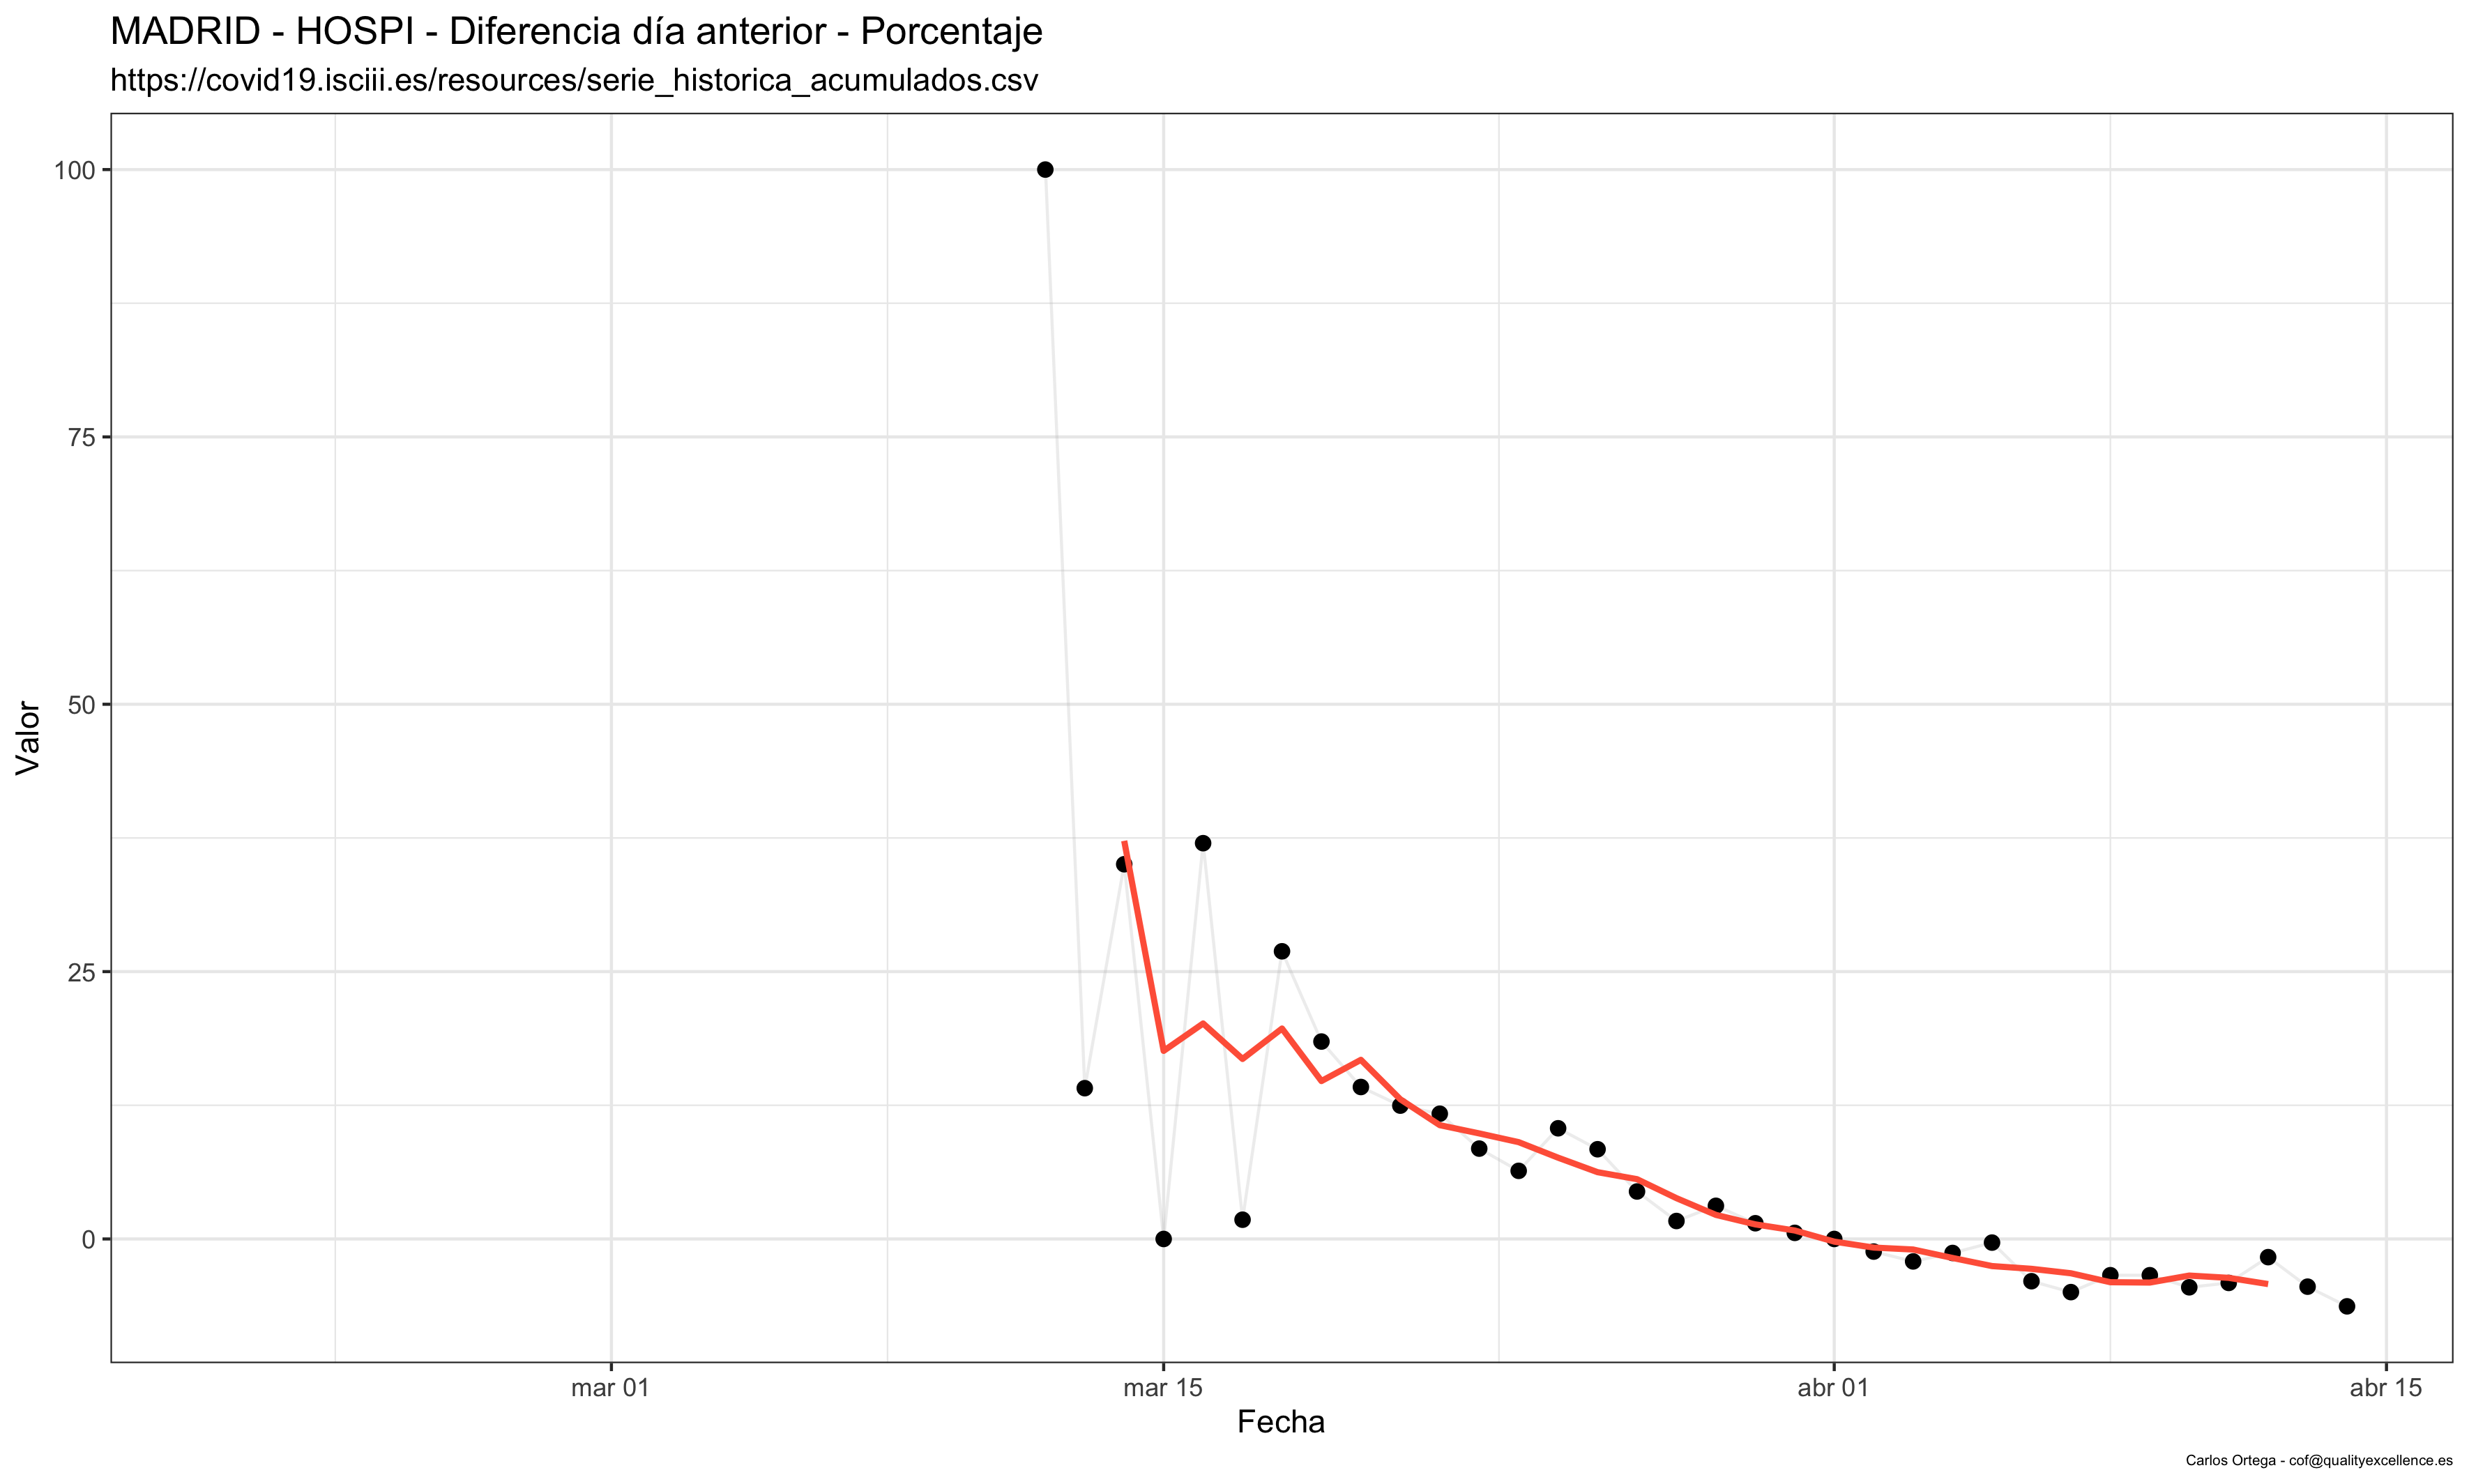 MADRID - HOSPI - Diferencia día anterior - Porcentaje
https://covid19.isciii.es/resources/serie_historica_acumulados.csv
100
75
50
25
0
Valor
mar 01
mar 15
abr 01
abr 15
Fecha
Carlos Ortega - cof@qualityexcellence.es